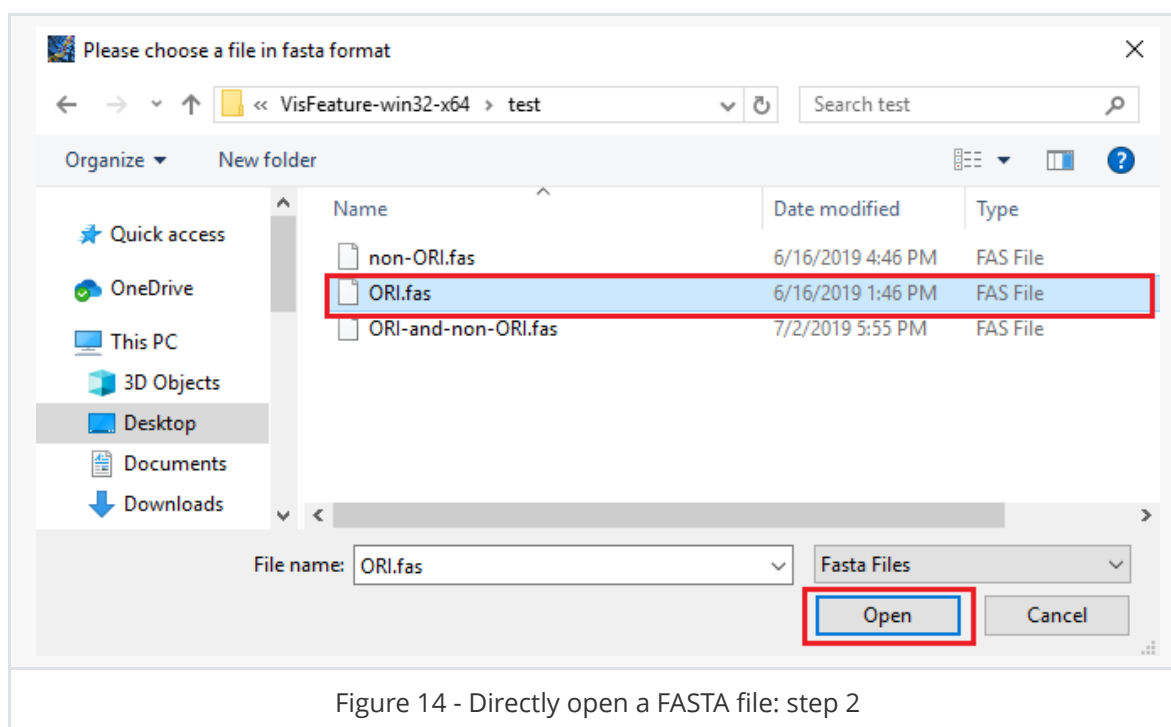 Please choose a file in fasta format
« VisFeature-win32-x64 › test
Search test
Organize
New folder
?
Name Date modified Type
Quick access
OneDrive
This PC
3D Objects
Desktop
Documents
Downloads
non-ORI.fas 6/16/2019 4:46 PM FAS File
ORI.fas 6/16/2019 1:46 PM FAS File
ORI-and-non-ORI.fas 7/2/2019 5:55 PM FAS File
File name: ORI.fas Fasta Files
Open Cancel
Figure 14 - Directly open a FASTA file: step 2